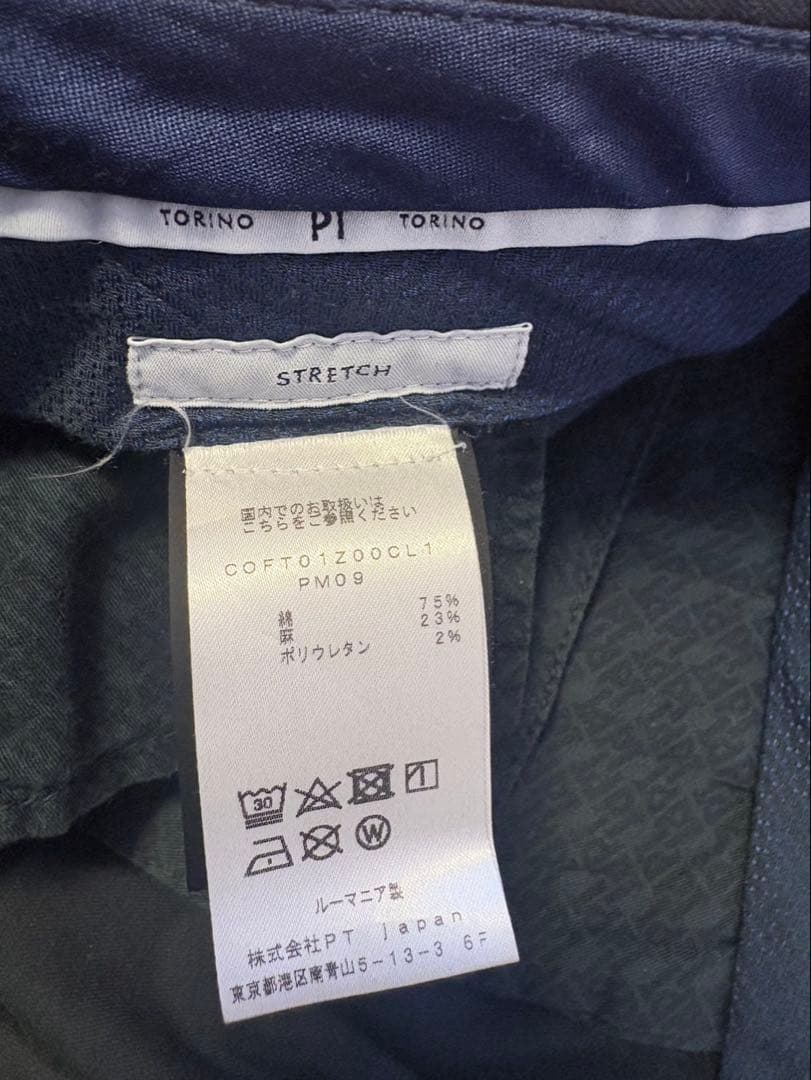 TORINO PT TORINO
STRETCH
国内でのお取扱いは
こちらをご参照ください
COFT01Z00CL1
PM09
綿 75%
麻 23%
ポリウレタン 2%
30
W
ルーマニア製
株式会社PT Japan
東京都港区南青山5-13-3 6F